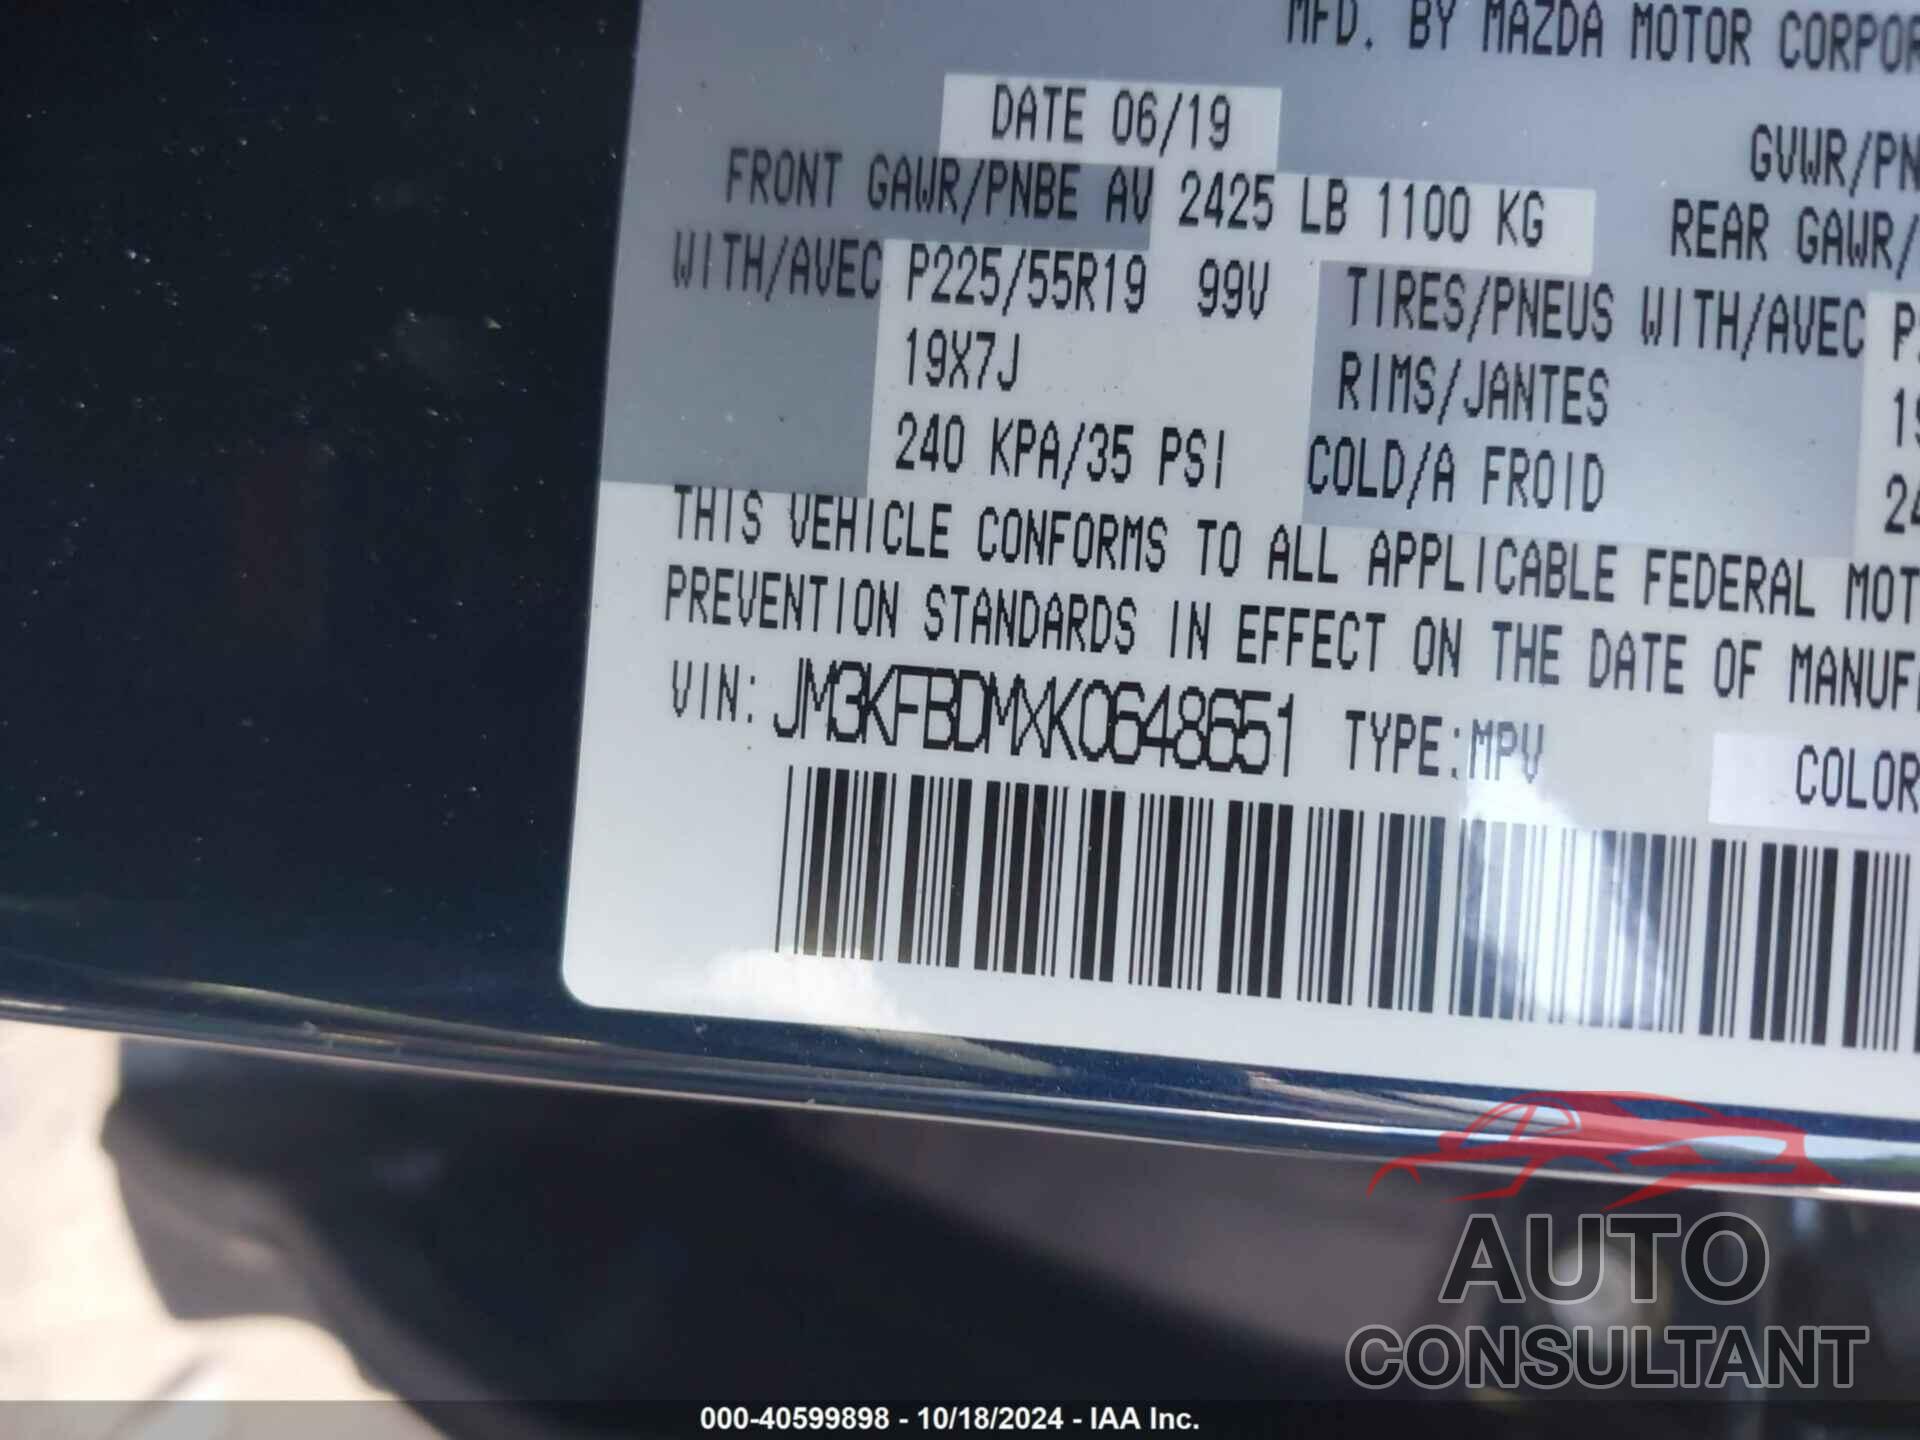 MFD. BY MAZDA MOTOR CORPOR
DATE 06/19
GVWR/PN
FRONT GAWR/PNBE AV 2425 LB 1100 KG
REAR GAWR/
WITH/AVEC P225/55R19 99V TIRES/PNEUS WITH/AVEC P
19X7J RIMS/JANTES 19
240 KPA/35 PSI COLD/A FROID 24
THIS VEHICLE CONFORMS TO ALL APPLICABLE FEDERAL MOT
PREVENTION STANDARDS IN EFFECT ON THE DATE OF MANUF
VIN: JM3KFBDMXK0648651 TYPE:MPV COLOR
AUTO
CONSULTANT
000-40599898 - 10/18/2024 - IAA Inc.